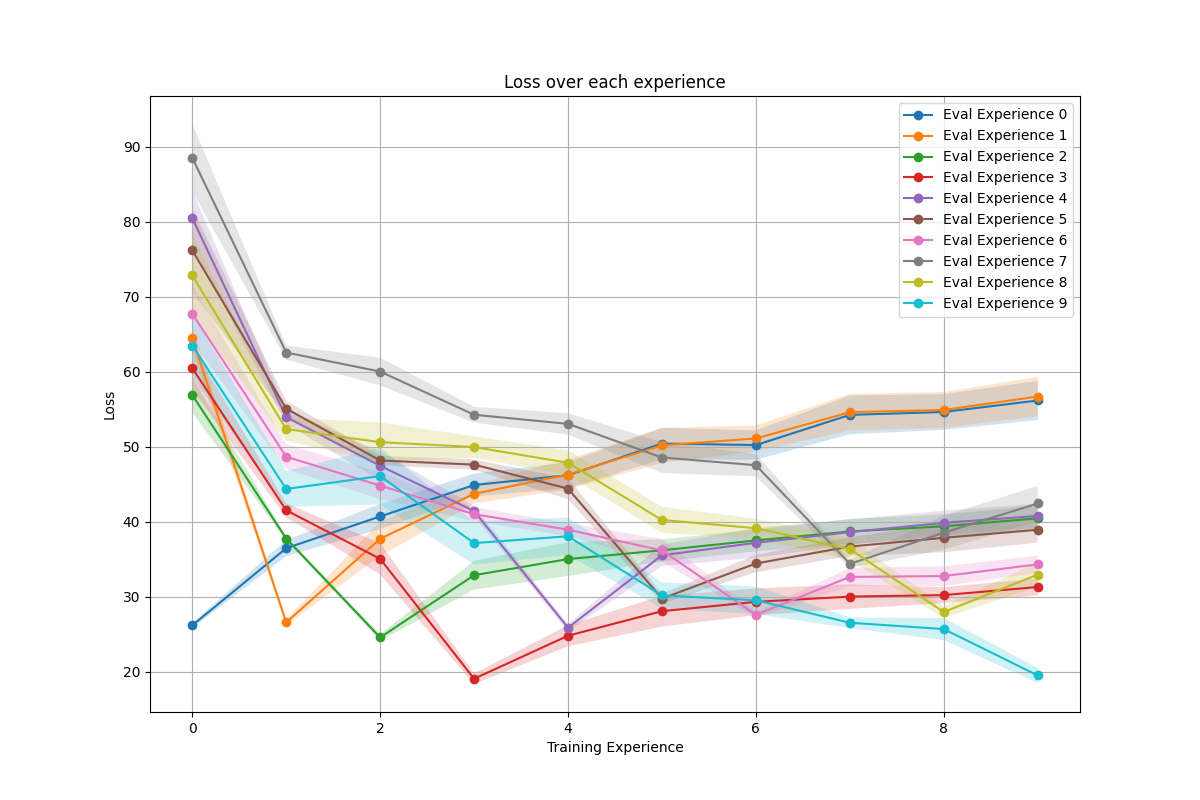 Loss over each experience
Eval Experience 0
Eval Experience 1
Eval Experience 2
Eval Experience 3
Eval Experience 4
Eval Experience 5
Eval Experience 6
Eval Experience 7
Eval Experience 8
Eval Experience 9
90
80
70
60
50
40
30
20
Loss
0 2 4 6 8
Training Experience